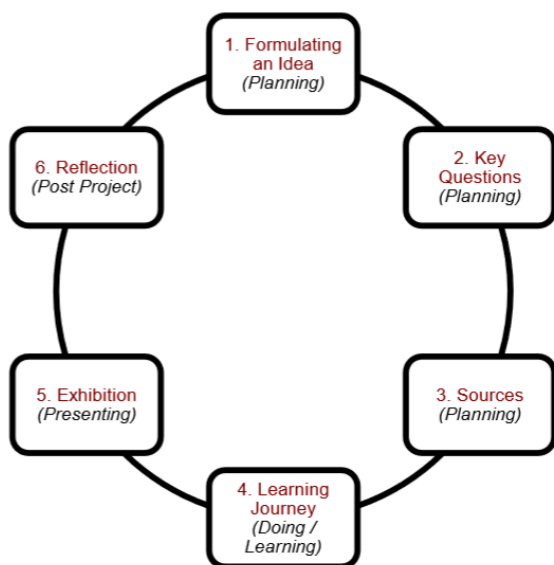 1. Formulating
an Idea
(Planning)
2. Key
Questions
(Planning)
3. Sources
(Planning)
4. Learning
Journey
(Doing /
Learning)
5. Exhibition
(Presenting)
6. Reflection
(Post Project)